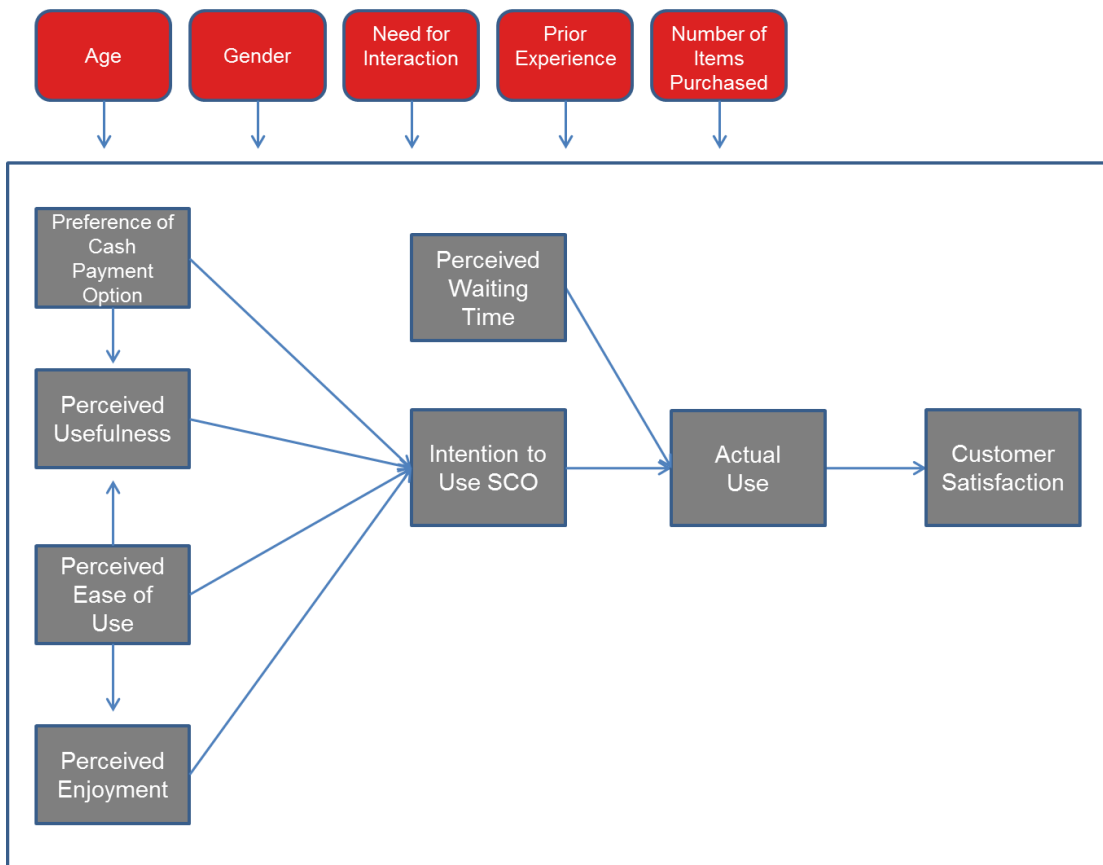 Age
Gender
Need for
Interaction
Prior
Experience
Number of
Items
Purchased
Preference of
Cash
Payment
Option
Perceived
Waiting
Time
Perceived
Usefulness
Intention to
Use SCO
Actual
Use
Customer
Satisfaction
Perceived
Ease of
Use
Perceived
Enjoyment